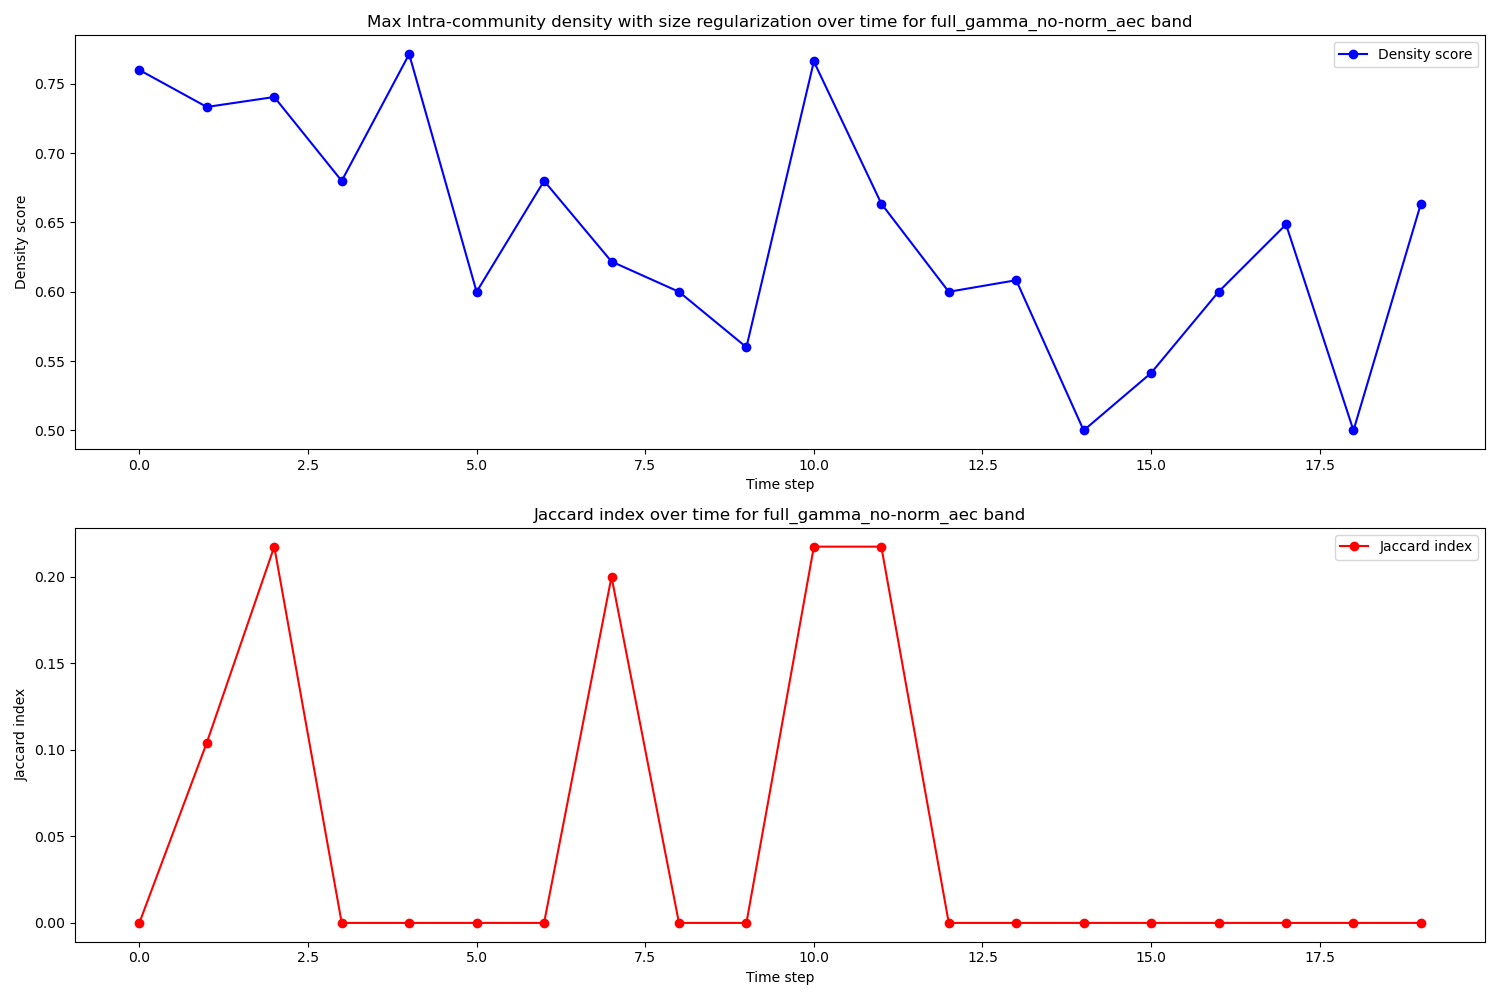 Max Intra-community density with size regularization over time for full_gamma_no-norm_aec band
Density score
0.75
0.70
0.65
0.60
0.55
0.50
Density score
0.0 2.5 5.0 7.5 10.0 12.5 15.0 17.5
Time step
Jaccard index over time for full_gamma_no-norm_aec band
Jaccard index
0.20
0.15
0.10
0.05
0.00
Jaccard index
0.0 2.5 5.0 7.5 10.0 12.5 15.0 17.5
Time step